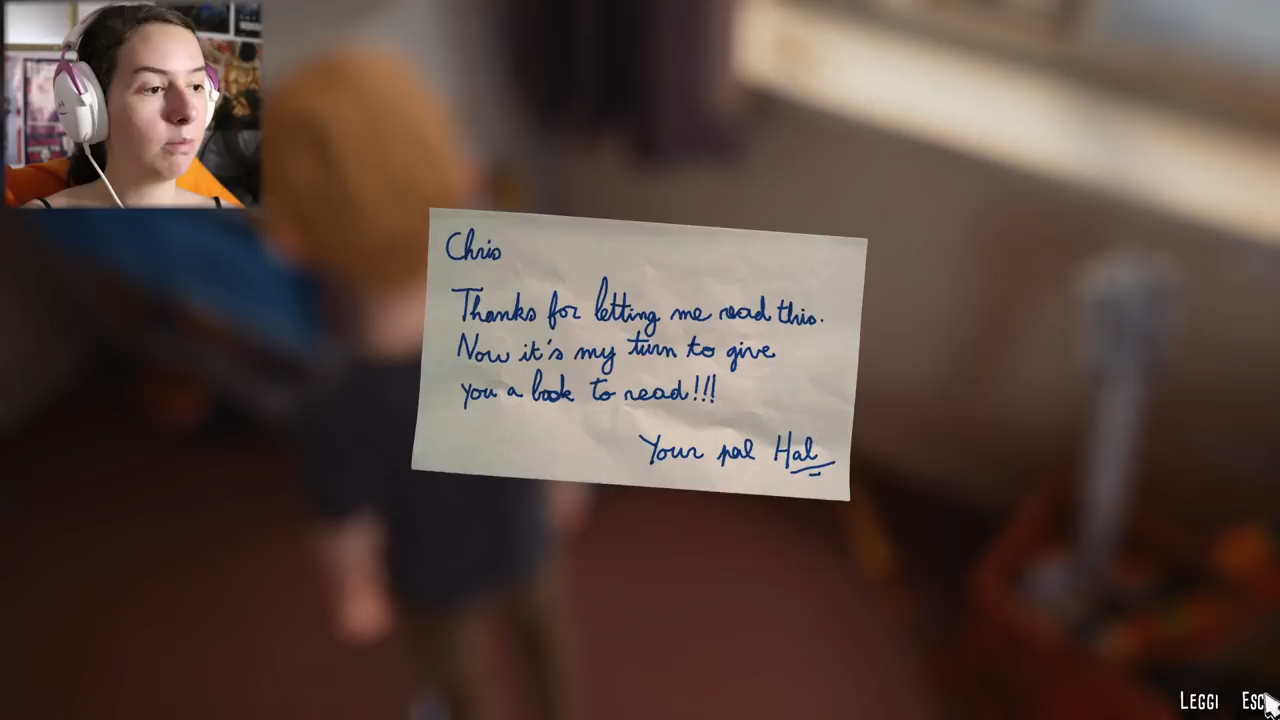 Chris
Thanks for letting me read this.
Now it's my turn to give
you a book to read!!!
Your pal Hal
LEGGI